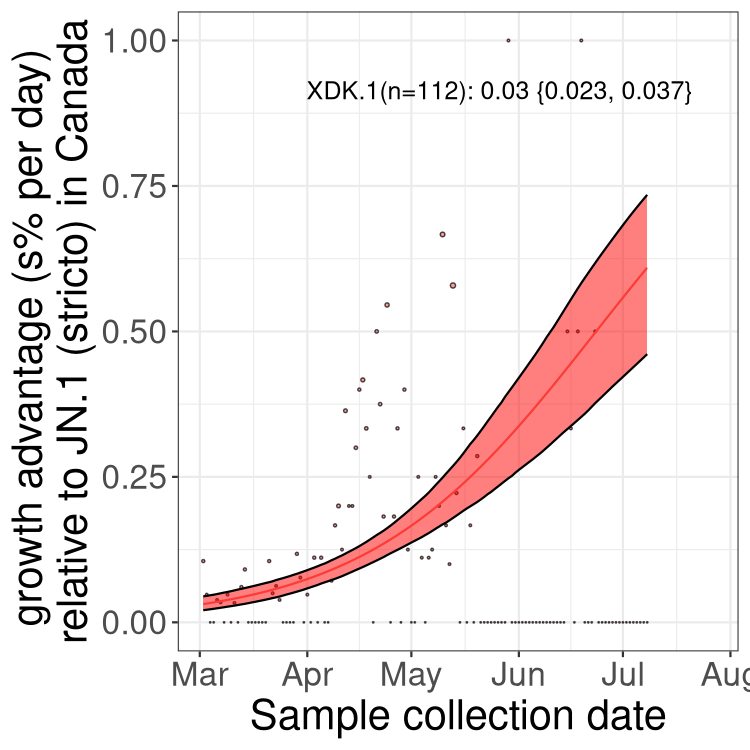 growth advantage (s% per day)
relative to JN.1 (stricto) in Canada
1.00
0.75
0.50
0.25
0.00
XDK.1(n=112): 0.03 {0.023, 0.037}
Mar Apr May Jun Jul Aug
Sample collection date